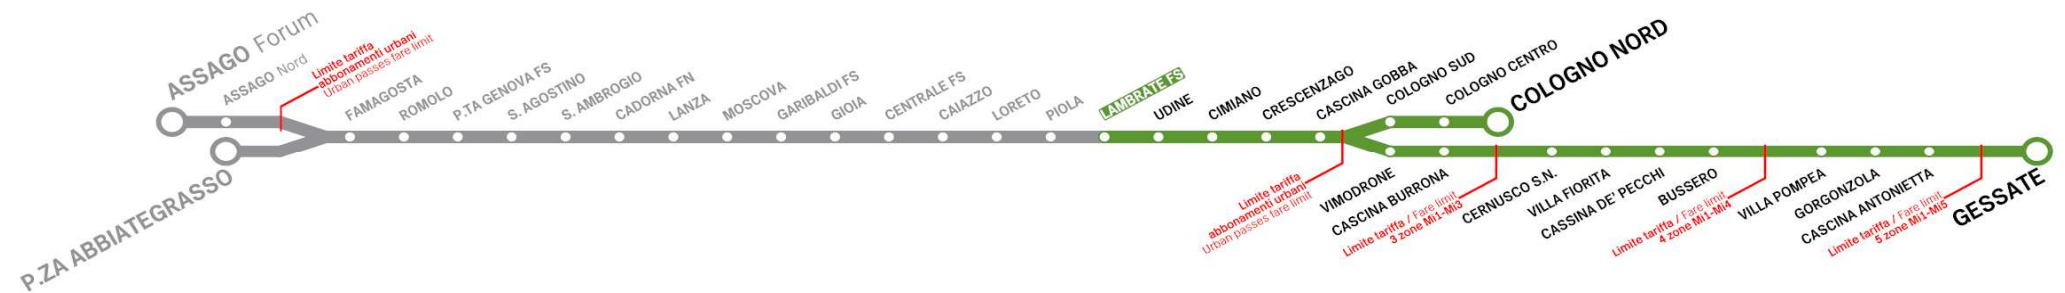 ASSAGO Forum
ASSAGO Nord
Limite tariffa
abbonamenti urbani
Urban passes fare limit
P.ZA ABBIATEGRASSO
FAMAGOSTA
ROMOLO
P.TA GENOVA FS
S. AGOSTINO
S. AMBROGIO
CADORNA FN
LANZA
MOSCOVA
GARIBALDI FS
GIOIA
CENTRALE FS
CAIAZZO
LORETO
PIOLA
LAMBRATE FS
UDINE
CIMIANO
CRESCENZAGO
CASCINA GOBBA
COLOGNO SUD
COLOGNO CENTRO
COLOGNO NORD
Limite tariffa
abbonamenti urbani
Urban passes fare limit
VIMODRONE
CASCINA BURRONA
Limite tariffa / Fare limit
3 zone Mi1-Mi3
CERNUSCO S.N.
VILLA FIORITA
CASSINA DE' PECCHI
BUSSERO
Limite tariffa / Fare limit
4 zone Mi1-Mi4
VILLA POMPEA
GORGONZOLA
CASCINA ANTONIETTA
Limite tariffa / Fare limit
5 zone Mi1-Mi5
GESSATE